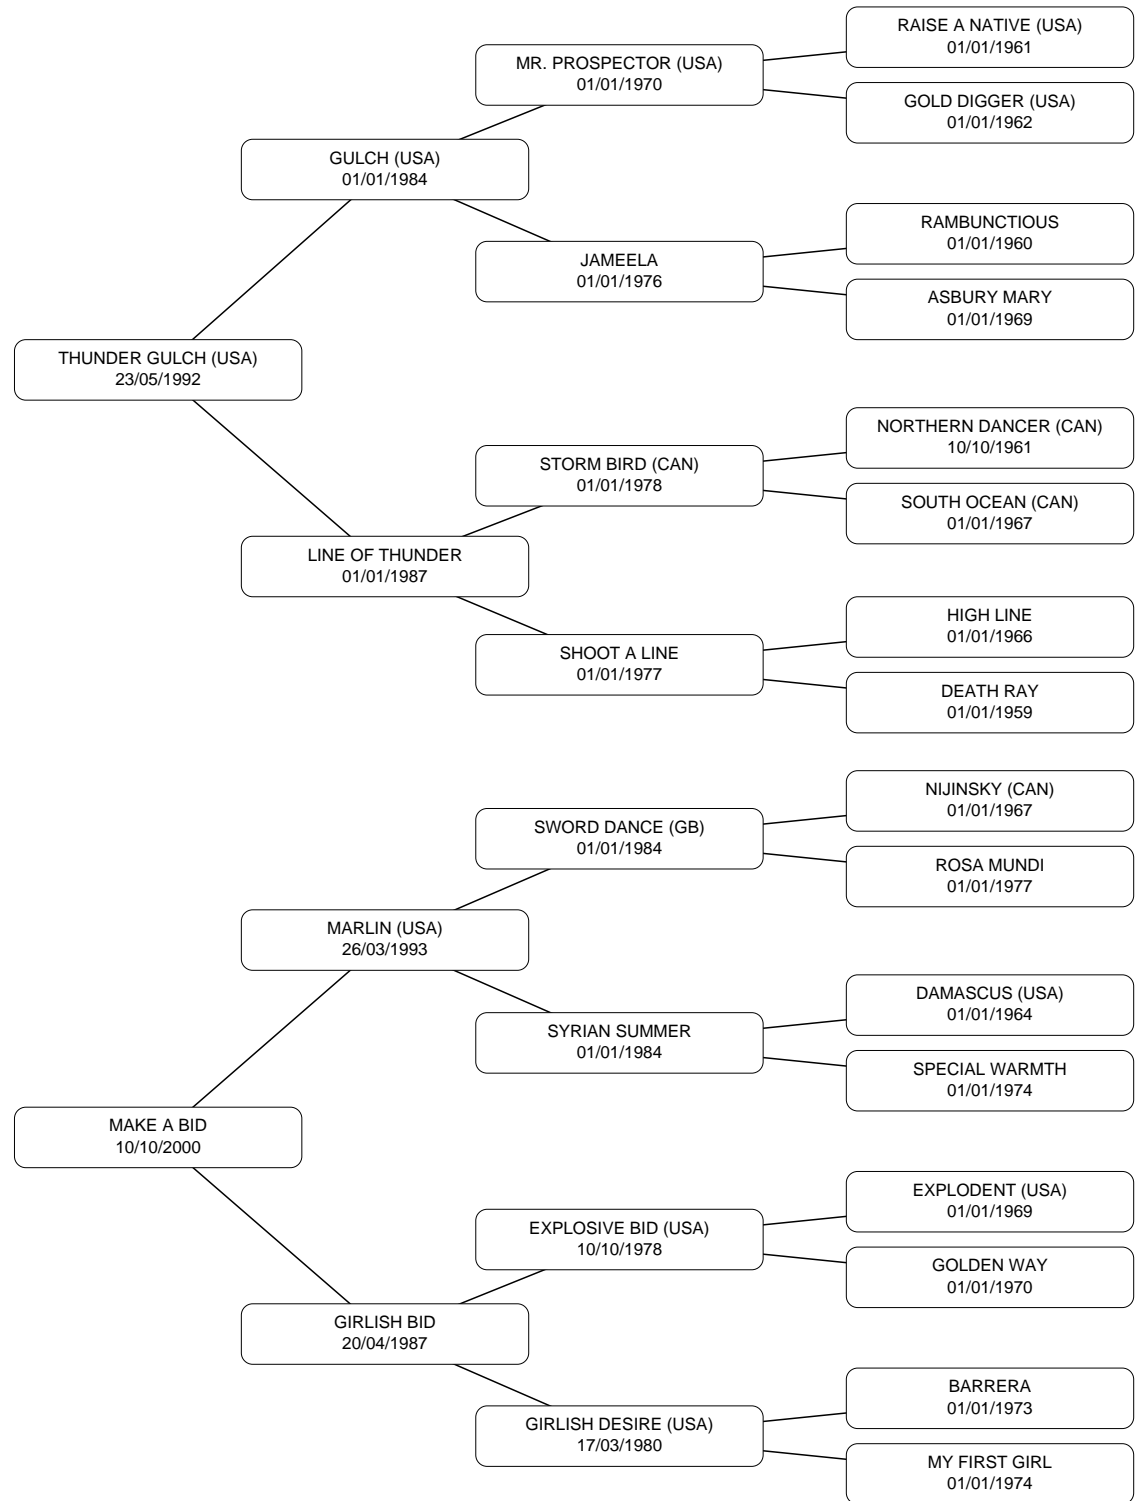 RAISE A NATIVE (USA)
01/01/1961
MR. PROSPECTOR (USA)
01/01/1970
GOLD DIGGER (USA)
01/01/1962
GULCH (USA)
01/01/1984
RAMBUNCTIOUS
01/01/1960
JAMEELA
01/01/1976
ASBURY MARY
01/01/1969
THUNDER GULCH (USA)
23/05/1992
NORTHERN DANCER (CAN)
10/10/1961
STORM BIRD (CAN)
01/01/1978
SOUTH OCEAN (CAN)
01/01/1967
LINE OF THUNDER
01/01/1987
HIGH LINE
01/01/1966
SHOOT A LINE
01/01/1977
DEATH RAY
01/01/1959
NIJINSKY (CAN)
01/01/1967
SWORD DANCE (GB)
01/01/1984
ROSA MUNDI
01/01/1977
MARLIN (USA)
26/03/1993
DAMASCUS (USA)
01/01/1964
SYRIAN SUMMER
01/01/1984
SPECIAL WARMTH
01/01/1974
MAKE A BID
10/10/2000
EXPLODENT (USA)
01/01/1969
EXPLOSIVE BID (USA)
10/10/1978
GOLDEN WAY
01/01/1970
GIRLISH BID
20/04/1987
BARRERA
01/01/1973
GIRLISH DESIRE (USA)
17/03/1980
MY FIRST GIRL
01/01/1974